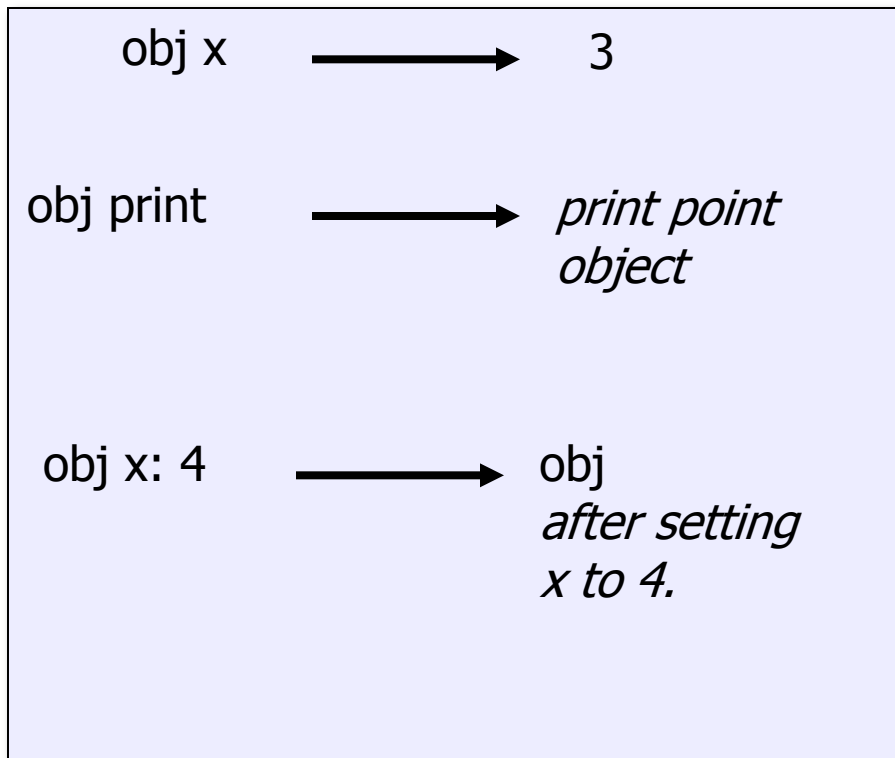 obj x 3
obj print print point
object
obj x: 4 obj
after setting
x to 4.